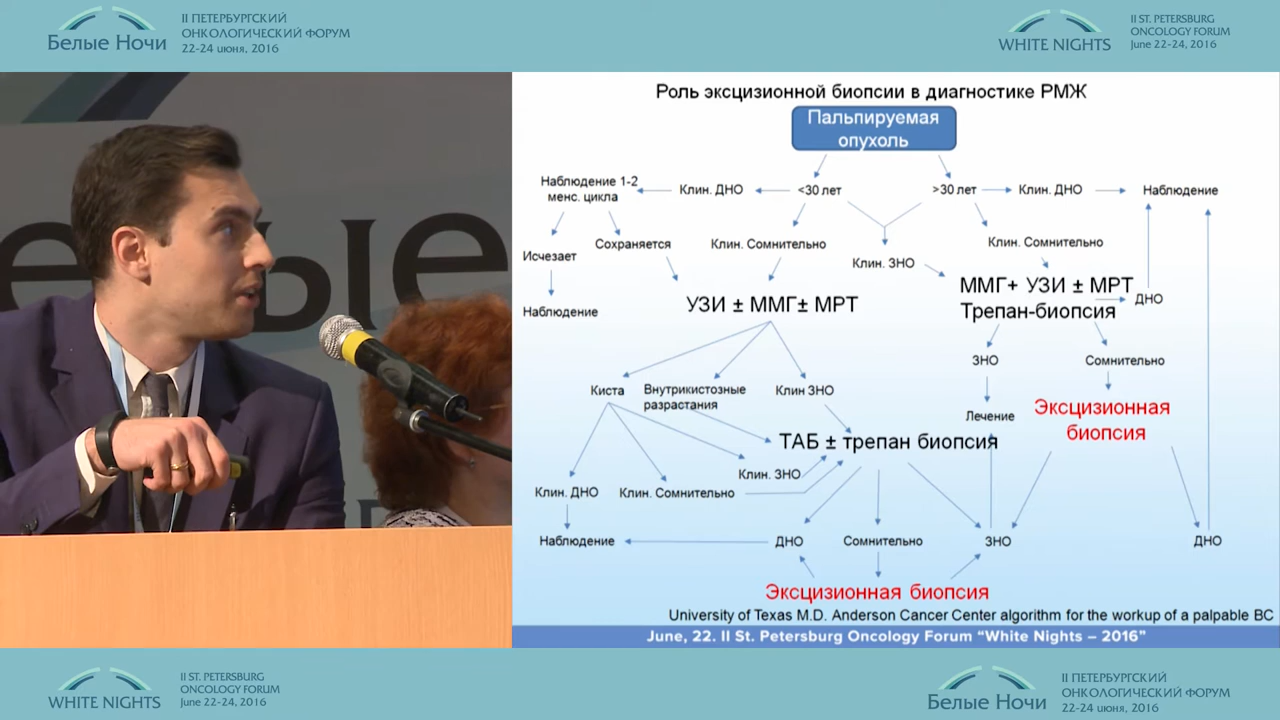 Белые Ночи
II ПЕТЕРБУРГСКИЙ
ОНКОЛОГИЧЕСКИЙ ФОРУМ
22-24 июня, 2016
WHITE NIGHTS
II ST. PETERSBURG
ONCOLOGY FORUM
June 22-24, 2016
Роль эксцизионной биопсии в диагностике РМЖ
Пальпируемая
опухоль
Наблюдение 1-2
менс. цикла
Клин. ДНО
<30 лет
>30 лет
Клин. ДНО
Наблюдение
Исчезает
Сохраняется
Клин. Сомнительно
Клин. ЗНО
Клин. Сомнительно
Наблюдение
УЗИ ± ММГ± МРТ
ММГ+ УЗИ ± МРТ
Трепан-биопсия
ДНО
ЗНО
Сомнительно
Киста
Внутрикистозные
разрастания
Клин ЗНО
Лечение
Эксцизионная
биопсия
ТАБ ± трепан биопсия
Клин. ЗНО
Клин. ДНО
Клин. Сомнительно
Наблюдение
ДНО
Сомнительно
ЗНО
ДНО
Эксцизионная биопсия
University of Texas M.D. Anderson Cancer Center algorithm for the workup of a palpable BC
June, 22. II St. Petersburg Oncology Forum “White Nights – 2016”
WHITE NIGHTS
II ST. PETERSBURG
ONCOLOGY FORUM
June 22-24, 2016
Белые Ночи
II ПЕТЕРБУРГСКИЙ
ОНКОЛОГИЧЕСКИЙ ФОРУМ
22-24 июня, 2016